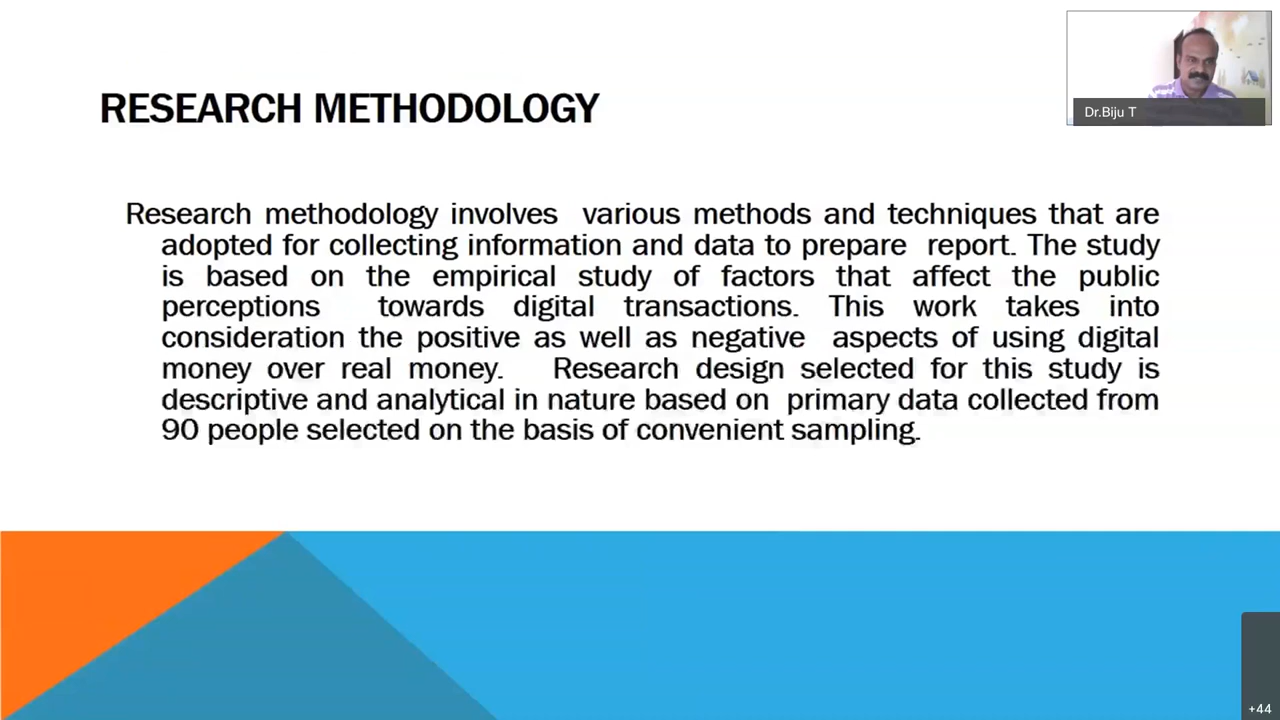 RESEARCH METHODOLOGY
Dr.Biju T
Research methodology involves various methods and techniques that are
adopted for collecting information and data to prepare report. The study
is based on the empirical study of factors that affect the public
perceptions towards digital transactions. This work takes into
consideration the positive as well as negative aspects of using digital
money over real money. Research design selected for this study is
descriptive and analytical in nature based on primary data collected from
90 people selected on the basis of convenient sampling.
+44